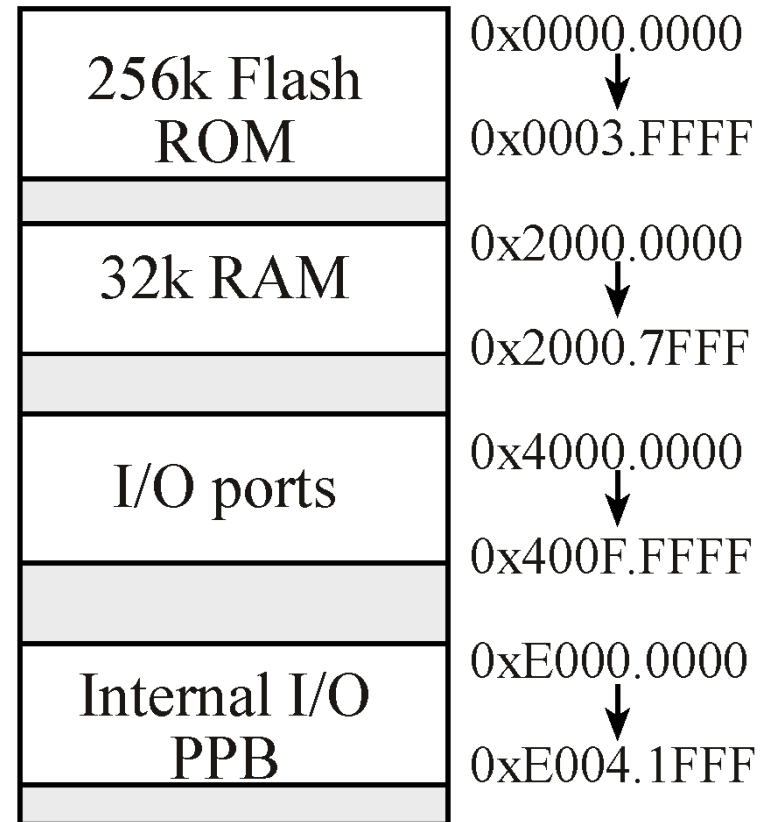 256k Flash
ROM
0x0000.0000
0x0003.FFFF
32k RAM
0x2000.0000
0x2000.7FFF
I/O ports
0x4000.0000
0x400F.FFFF
Internal I/O
PPB
0xE000.0000
0xE004.1FFF